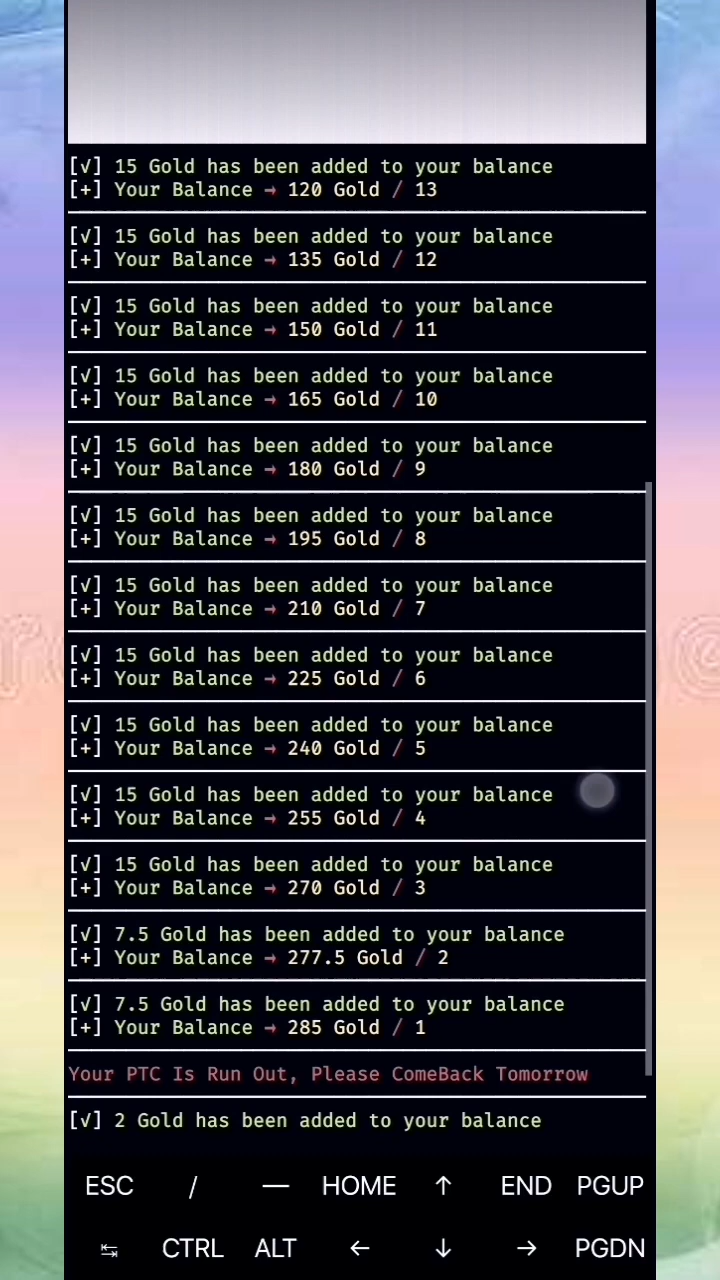 [√] 15 Gold has been added to your balance
[+] Your Balance → 120 Gold / 13
[√] 15 Gold has been added to your balance
[+] Your Balance → 135 Gold / 12
[√] 15 Gold has been added to your balance
[+] Your Balance → 150 Gold / 11
[√] 15 Gold has been added to your balance
[+] Your Balance → 165 Gold / 10
[√] 15 Gold has been added to your balance
[+] Your Balance → 180 Gold / 9
[√] 15 Gold has been added to your balance
[+] Your Balance → 195 Gold / 8
[√] 15 Gold has been added to your balance
[+] Your Balance → 210 Gold / 7
[√] 15 Gold has been added to your balance
[+] Your Balance → 225 Gold / 6
[√] 15 Gold has been added to your balance
[+] Your Balance → 240 Gold / 5
[√] 15 Gold has been added to your balance
[+] Your Balance → 255 Gold / 4
[√] 15 Gold has been added to your balance
[+] Your Balance → 270 Gold / 3
[√] 7.5 Gold has been added to your balance
[+] Your Balance → 277.5 Gold / 2
[√] 7.5 Gold has been added to your balance
[+] Your Balance → 285 Gold / 1
Your PTC Is Run Out, Please ComeBack Tomorrow
[√] 2 Gold has been added to your balance
ESC / — HOME ↑ END PGUP
↹ CTRL ALT ← ↓ → PGDN